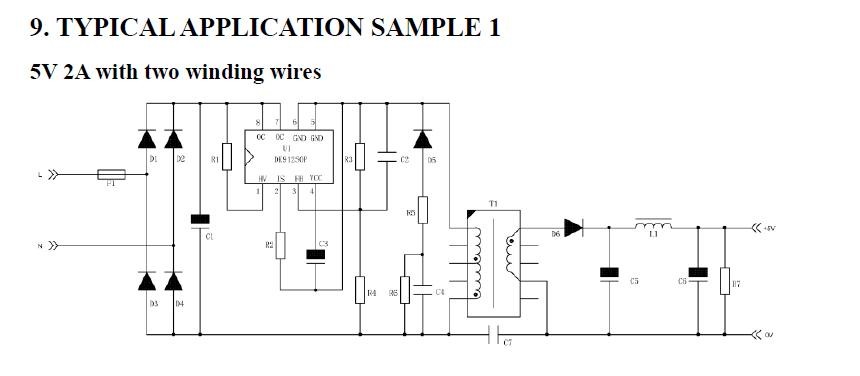 9. TYPICAL APPLICATION SAMPLE 1
5V 2A with two winding wires
8 7 6 5
OC OC GND GND
U1
DK91250P
HV IS FB VCC
1 2 3 4
D1 D2 R1 R3 C2 D5
L
F1
T1
R5
N
C1 R2 C3
D6
L1
+5V
D3 D4
R4 R6 C4
C5 C6 R7
C7
0V